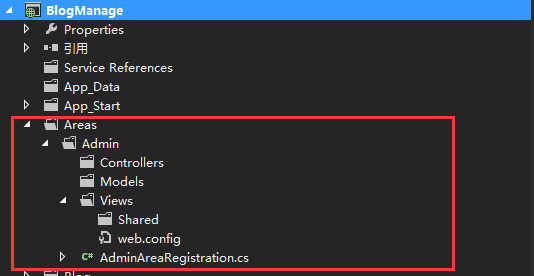 BlogManage
Properties
引用
Service References
App_Data
App_Start
Areas
Admin
Controllers
Models
Views
Shared
web.config
C# AdminAreaRegistration.cs
Blog